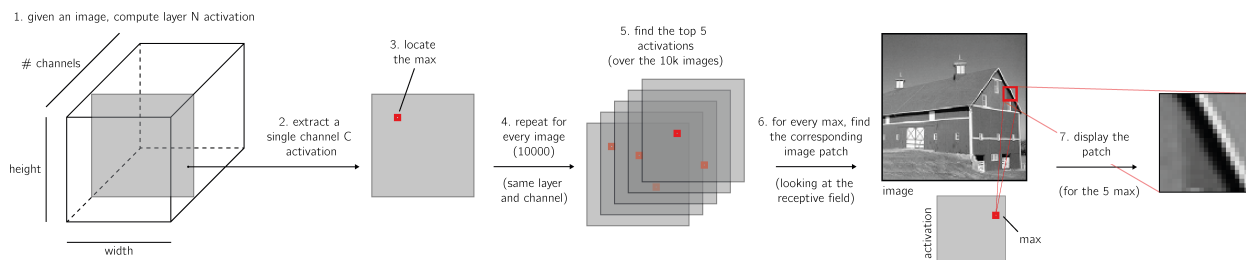 1. given an image, compute layer N activation
# channels
height
width
2. extract a
single channel C
activation
3. locate
the max
4. repeat for
every image
(10000)
(same layer
and channel)
5. find the top 5
activations
(over the 10k images)
6. for every max, find
the corresponding
image patch
(looking at the
receptive field)
image
activation
max
7. display the
patch
(for the 5 max)